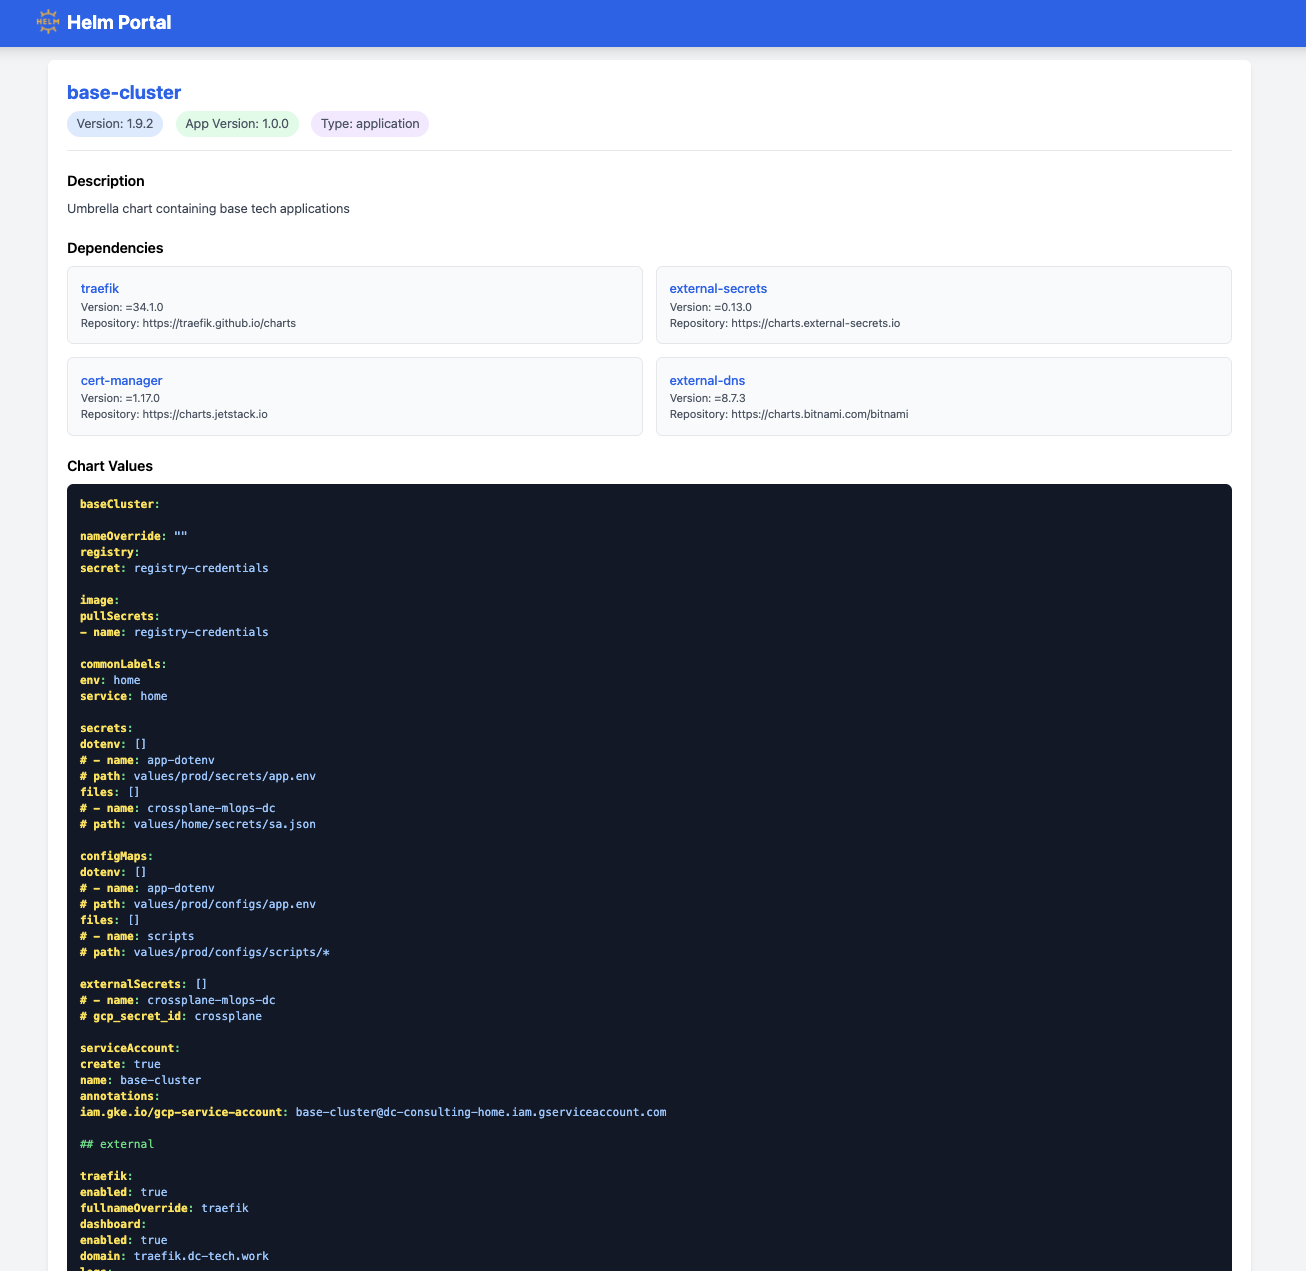 HELM
Helm Portal
base-cluster
Version: 1.9.2
App Version: 1.0.0
Type: application
Description
Umbrella chart containing base tech applications
Dependencies
traefik
Version: =34.1.0
Repository: https://traefik.github.io/charts
external-secrets
Version: =0.13.0
Repository: https://charts.external-secrets.io
cert-manager
Version: =1.17.0
Repository: https://charts.jetstack.io
external-dns
Version: =8.7.3
Repository: https://charts.bitnami.com/bitnami
Chart Values
baseCluster:
nameOverride: ""
registry:
secret: registry-credentials
image:
pullSecrets:
- name: registry-credentials
commonLabels:
env: home
service: home
secrets:
dotenv: []
# - name: app-dotenv
# path: values/prod/secrets/app.env
files: []
# - name: crossplane-mlops-dc
# path: values/home/secrets/sa.json
configMaps:
dotenv: []
# - name: app-dotenv
# path: values/prod/configs/app.env
files: []
# - name: scripts
# path: values/prod/configs/scripts/*
externalSecrets: []
# - name: crossplane-mlops-dc
# gcp_secret_id: crossplane
serviceAccount:
create: true
name: base-cluster
annotations:
iam.gke.io/gcp-service-account: base-cluster@dc-consulting-home.iam.gserviceaccount.com
## external
traefik:
enabled: true
fullnameOverride: traefik
dashboard:
enabled: true
domain: traefik.dc-tech.work